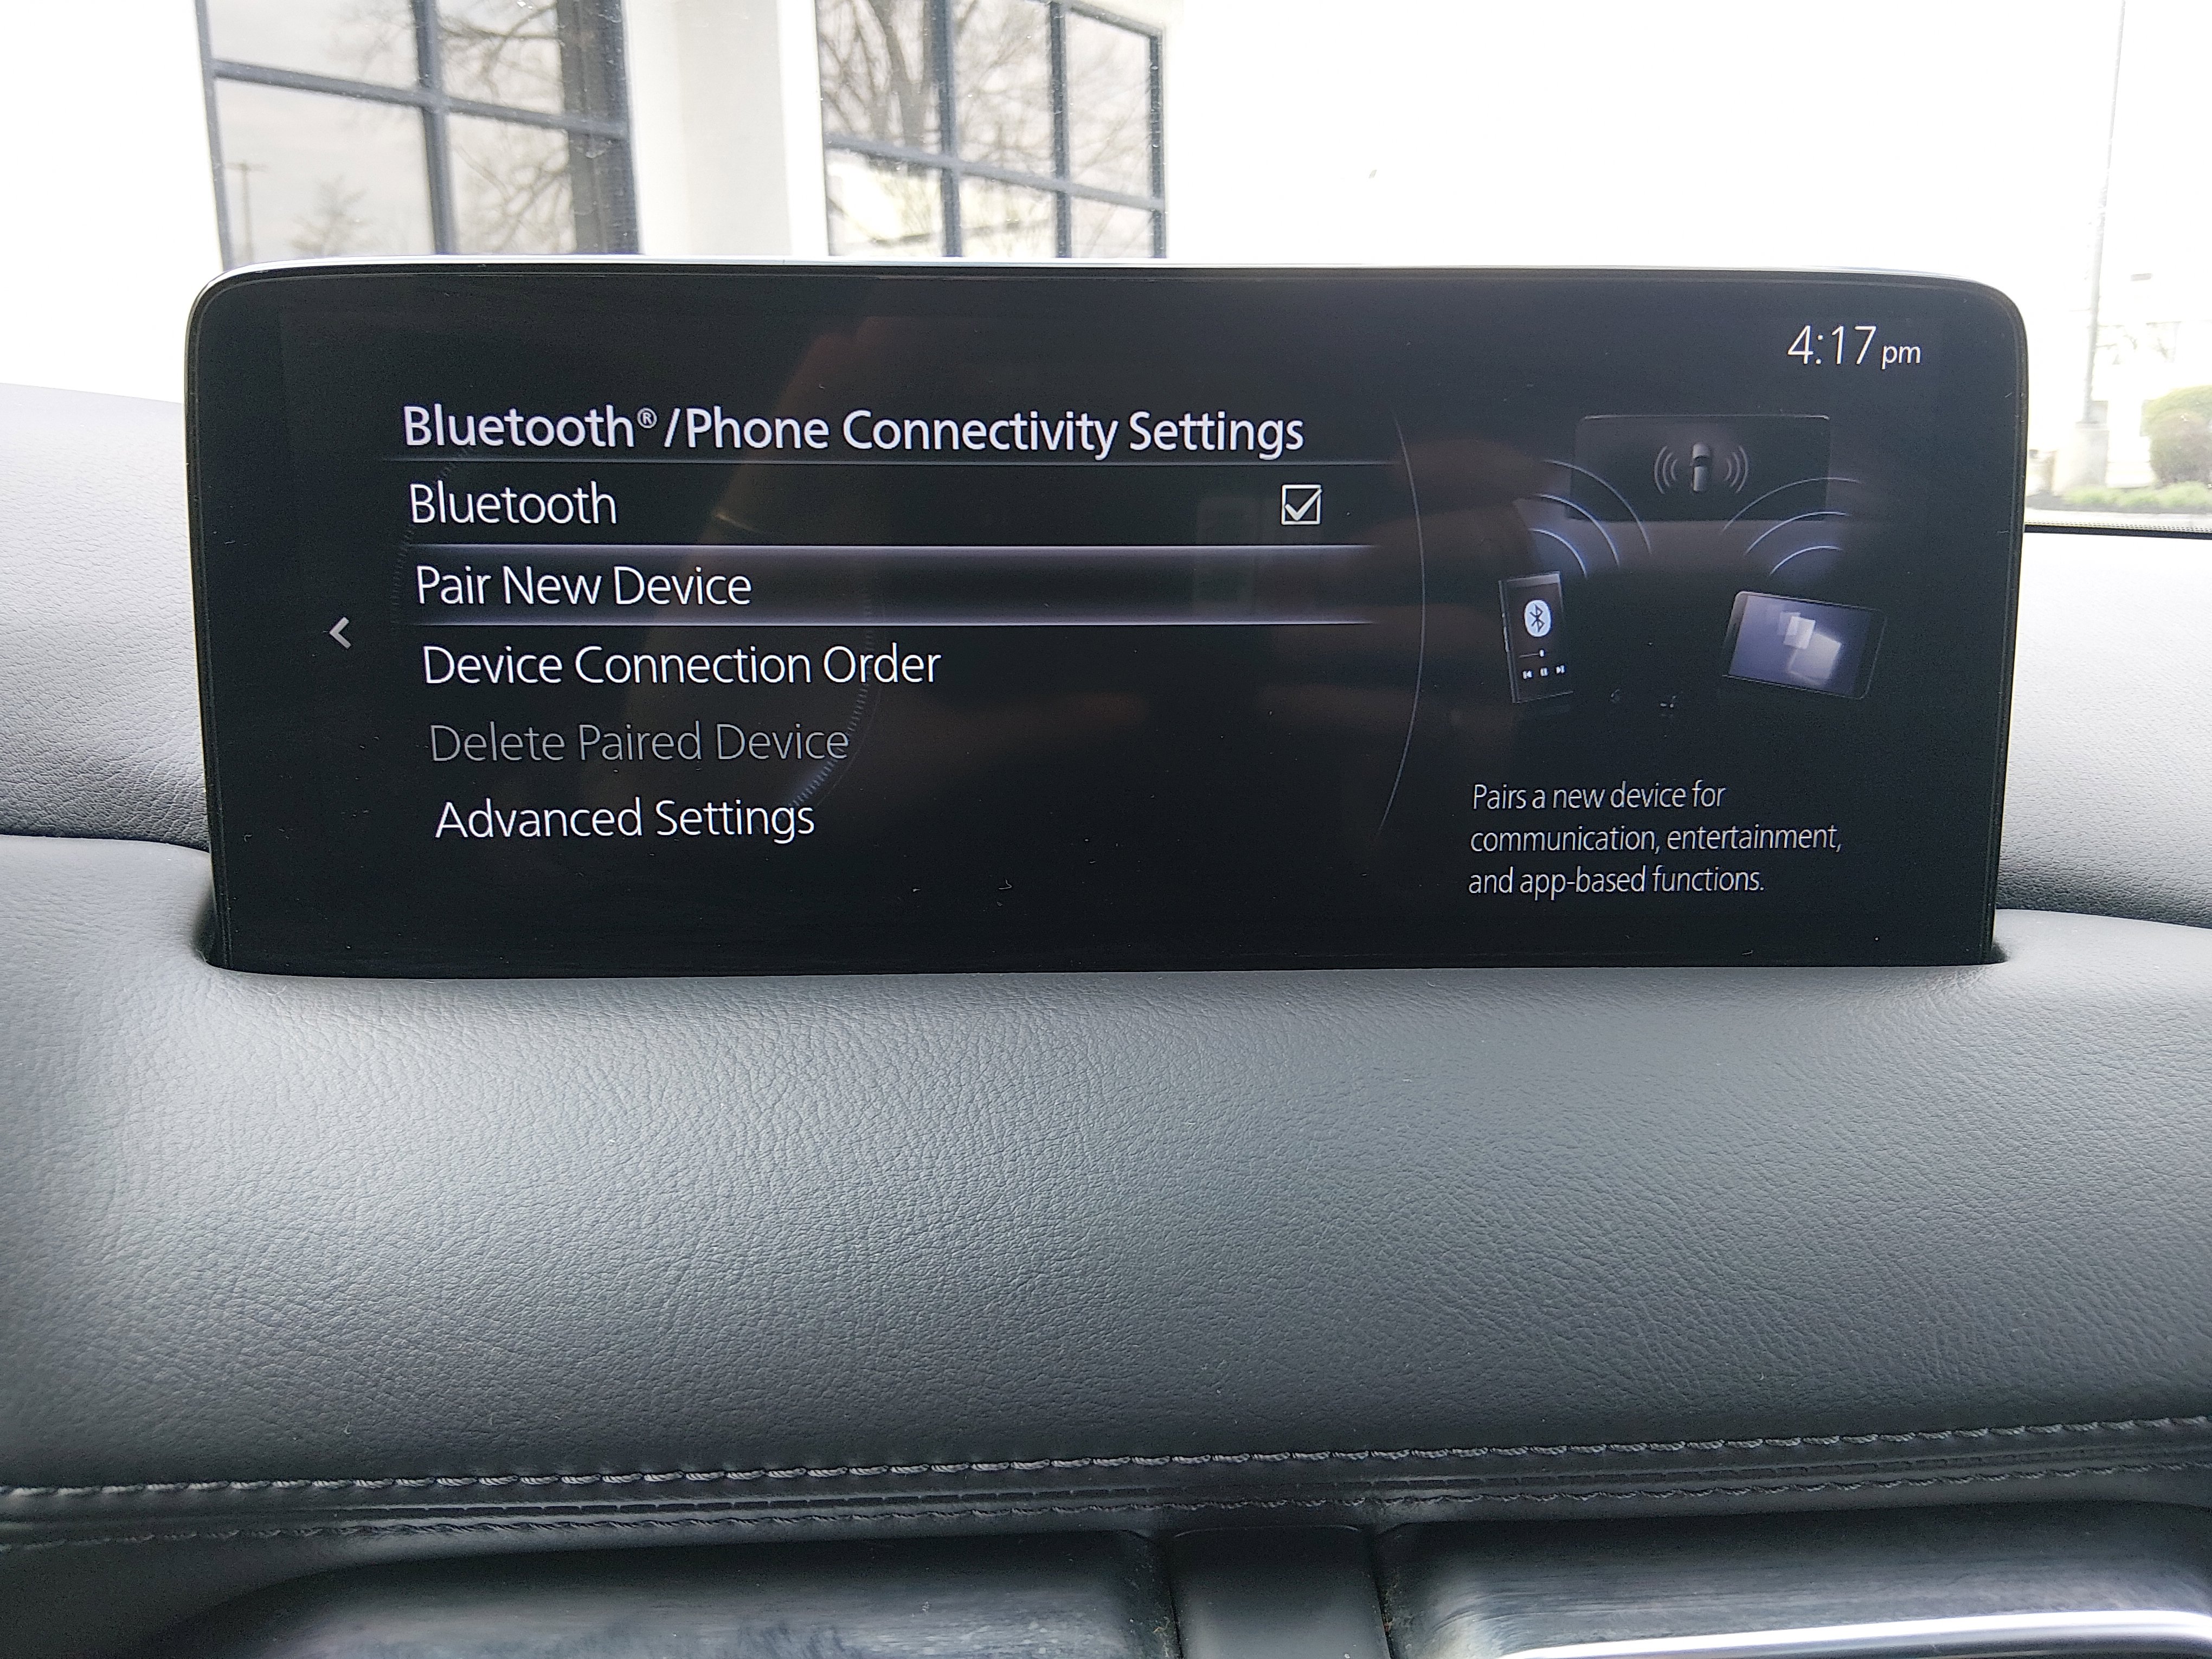 4:17 pm
Bluetooth®/Phone Connectivity Settings
Bluetooth
Pair New Device
Device Connection Order
Delete Paired Device
Advanced Settings
Pairs a new device for
communication, entertainment,
and app-based functions.